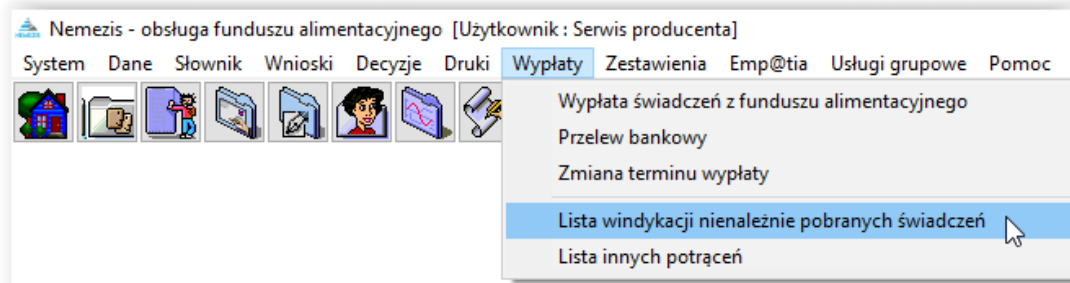 Nemezis - obsługa funduszu alimentacyjnego [Użytkownik : Serwis producenta]
System Dane Słownik Wnioski Decyzje Druki Wypłaty Zestawienia Emp@tia Usługi grupowe Pomoc
Wypłata świadczeń z funduszu alimentacyjnego
Przelew bankowy
Zmiana terminu wypłaty
Lista windykacji nienależnie pobranych świadczeń
Lista innych potrąceń